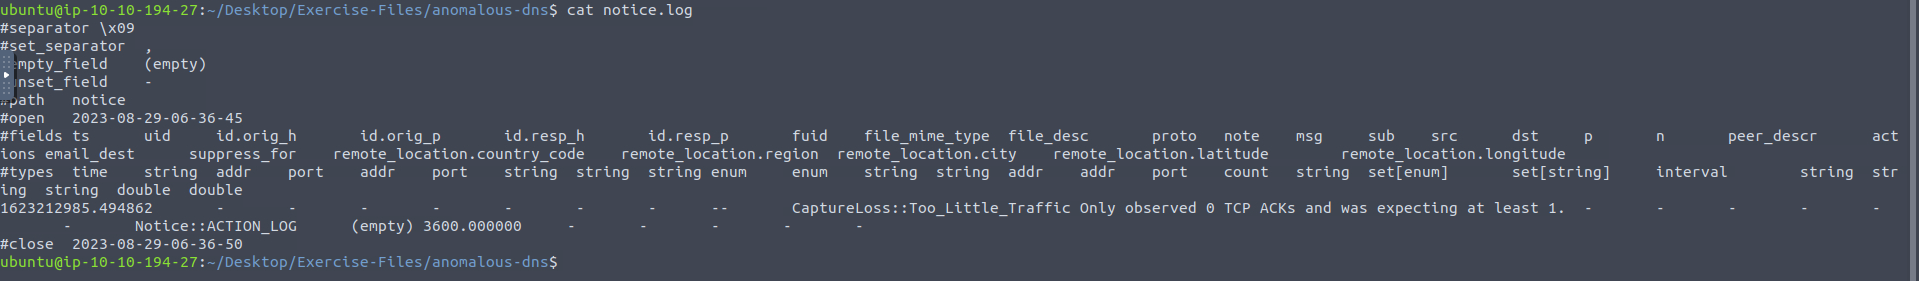 ubuntu@ip-10-10-194-27:~/Desktop/Exercise-Files/anomalous-dns$ cat notice.log
#separator \x09
#set_separator ,
empty_field (empty)
nset_field -
#path notice
#open 2023-08-29-06-36-45
#fields ts uid id.orig_h id.orig_p id.resp_h id.resp_p fuid file_mime_type file_desc proto note msg sub src dst p n peer_descr act
ions email_dest suppress_for remote_location.country_code remote_location.region remote_location.city remote_location.latitude remote_location.longitude
#types time string addr port addr port string string string enum enum string string addr addr port count string set[enum] set[string] interval string str
ing string double double
1623212985.494862 - - - - - - - -- CaptureLoss::Too_Little_Traffic Only observed 0 TCP ACKs and was expecting at least 1. - - - - -
- Notice::ACTION_LOG (empty) 3600.000000 - - - - -
#close 2023-08-29-06-36-50
ubuntu@ip-10-10-194-27:~/Desktop/Exercise-Files/anomalous-dns$